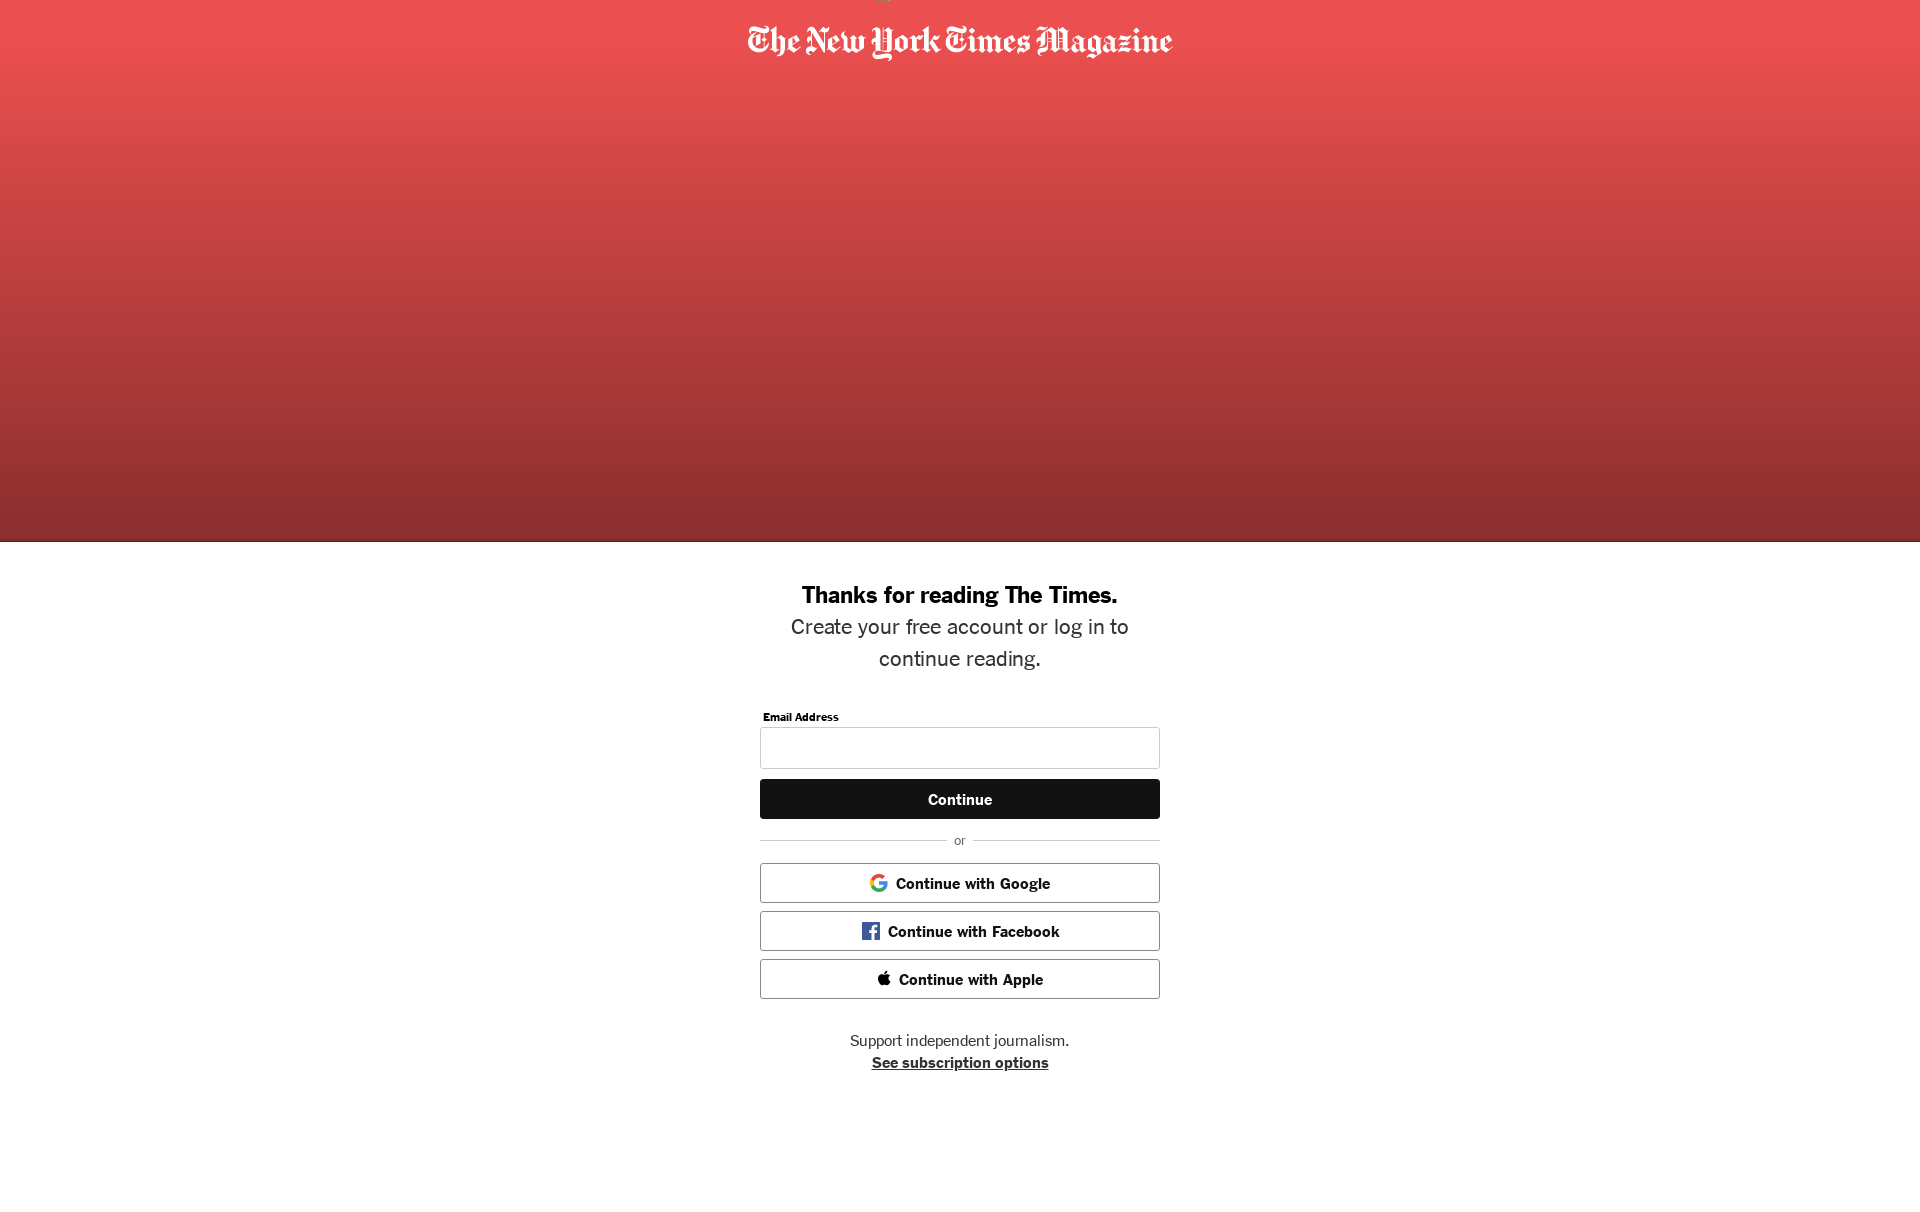 The New York Times Magazine
Thanks for reading The Times.
Create your free account or log in to
continue reading.
Email Address
Continue
or
Continue with Google
Continue with Facebook
Continue with Apple
Support independent journalism.
See subscription options